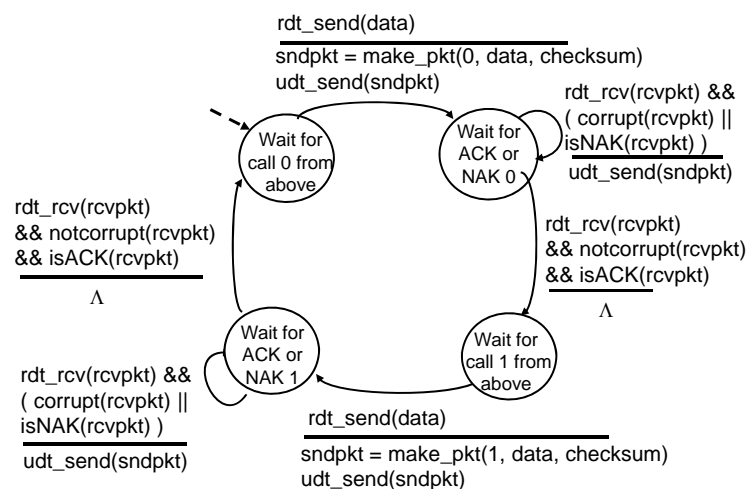 rdt_send(data)
sndpkt = make_pkt(0, data, checksum)
udt_send(sndpkt)
rdt_rcv(rcvpkt) &&
( corrupt(rcvpkt) ||
isNAK(rcvpkt) )
udt_send(sndpkt)
Wait for
call 0 from
above
Wait for
ACK or
NAK 0
rdt_rcv(rcvpkt)
&& notcorrupt(rcvpkt)
&& isACK(rcvpkt)
Λ
rdt_rcv(rcvpkt)
&& notcorrupt(rcvpkt)
&& isACK(rcvpkt)
Λ
Wait for
ACK or
NAK 1
Wait for
call 1 from
above
rdt_rcv(rcvpkt) &&
( corrupt(rcvpkt) ||
isNAK(rcvpkt) )
udt_send(sndpkt)
rdt_send(data)
sndpkt = make_pkt(1, data, checksum)
udt_send(sndpkt)